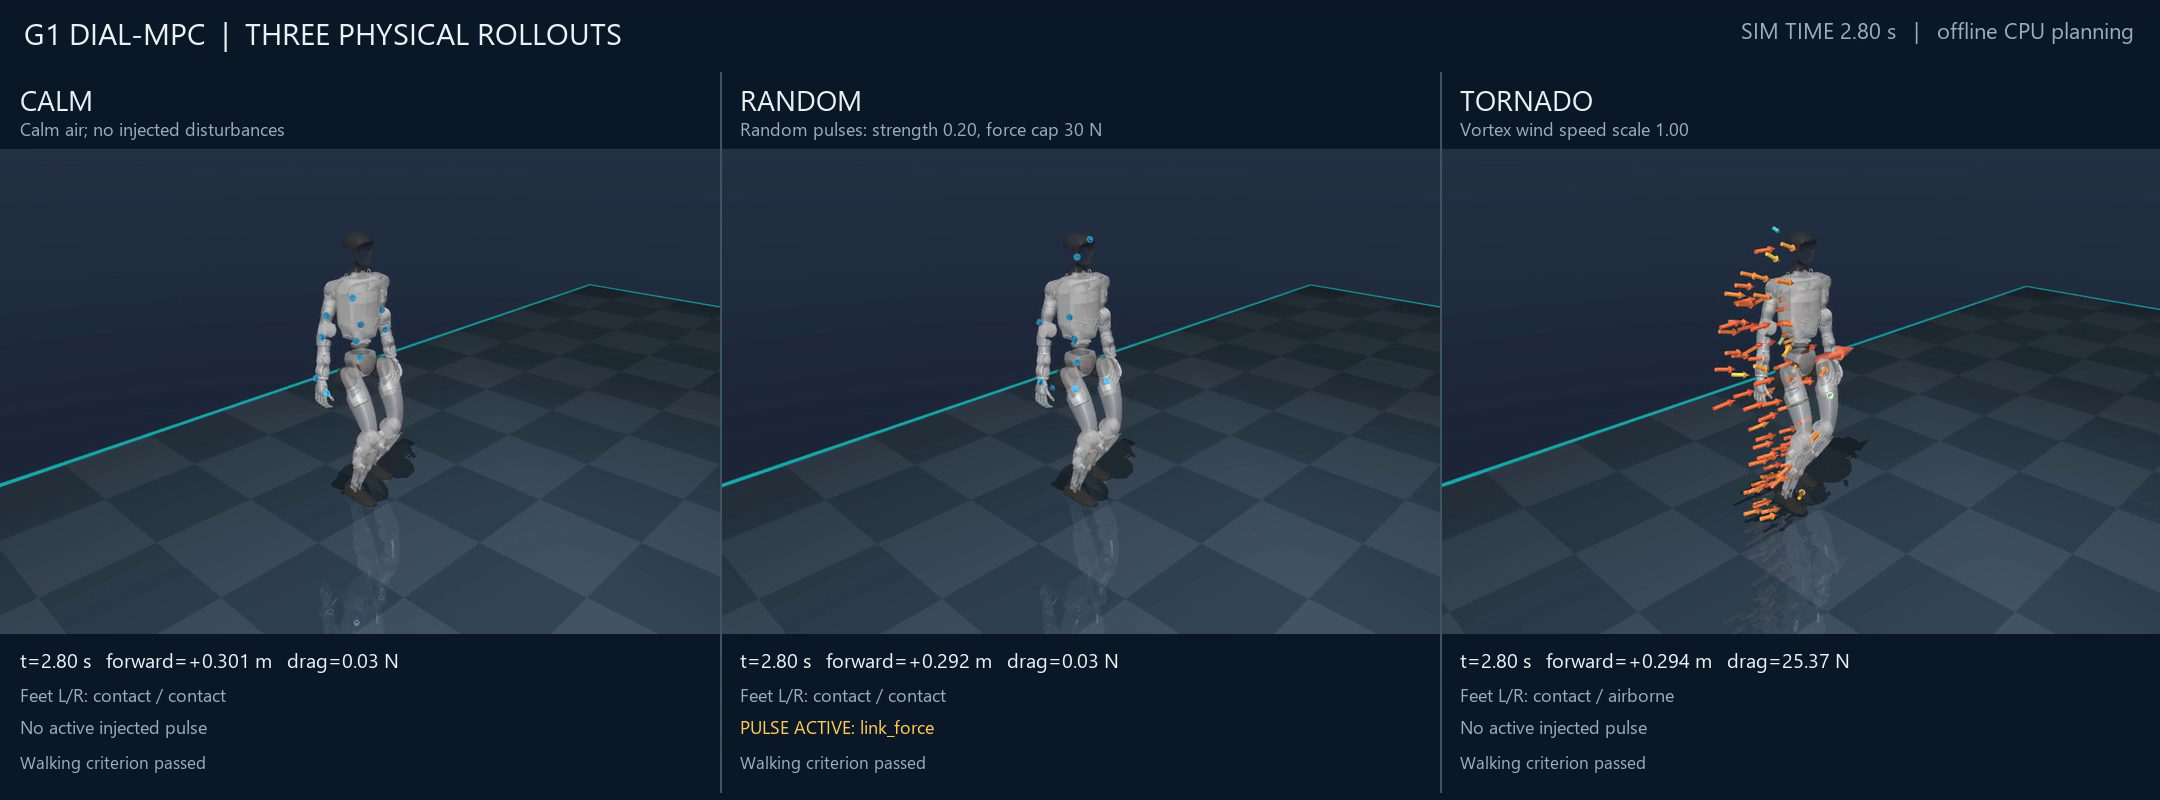 G1 DIAL-MPC | THREE PHYSICAL ROLLOUTS
SIM TIME 2.80 s | offline CPU planning
CALM
Calm air; no injected disturbances
RANDOM
Random pulses: strength 0.20, force cap 30 N
TORNADO
Vortex wind speed scale 1.00
t=2.80 s forward=+0.301 m drag=0.03 N
Feet L/R: contact / contact
No active injected pulse
Walking criterion passed
t=2.80 s forward=+0.292 m drag=0.03 N
Feet L/R: contact / contact
PULSE ACTIVE: link_force
Walking criterion passed
t=2.80 s forward=+0.294 m drag=25.37 N
Feet L/R: contact / airborne
No active injected pulse
Walking criterion passed